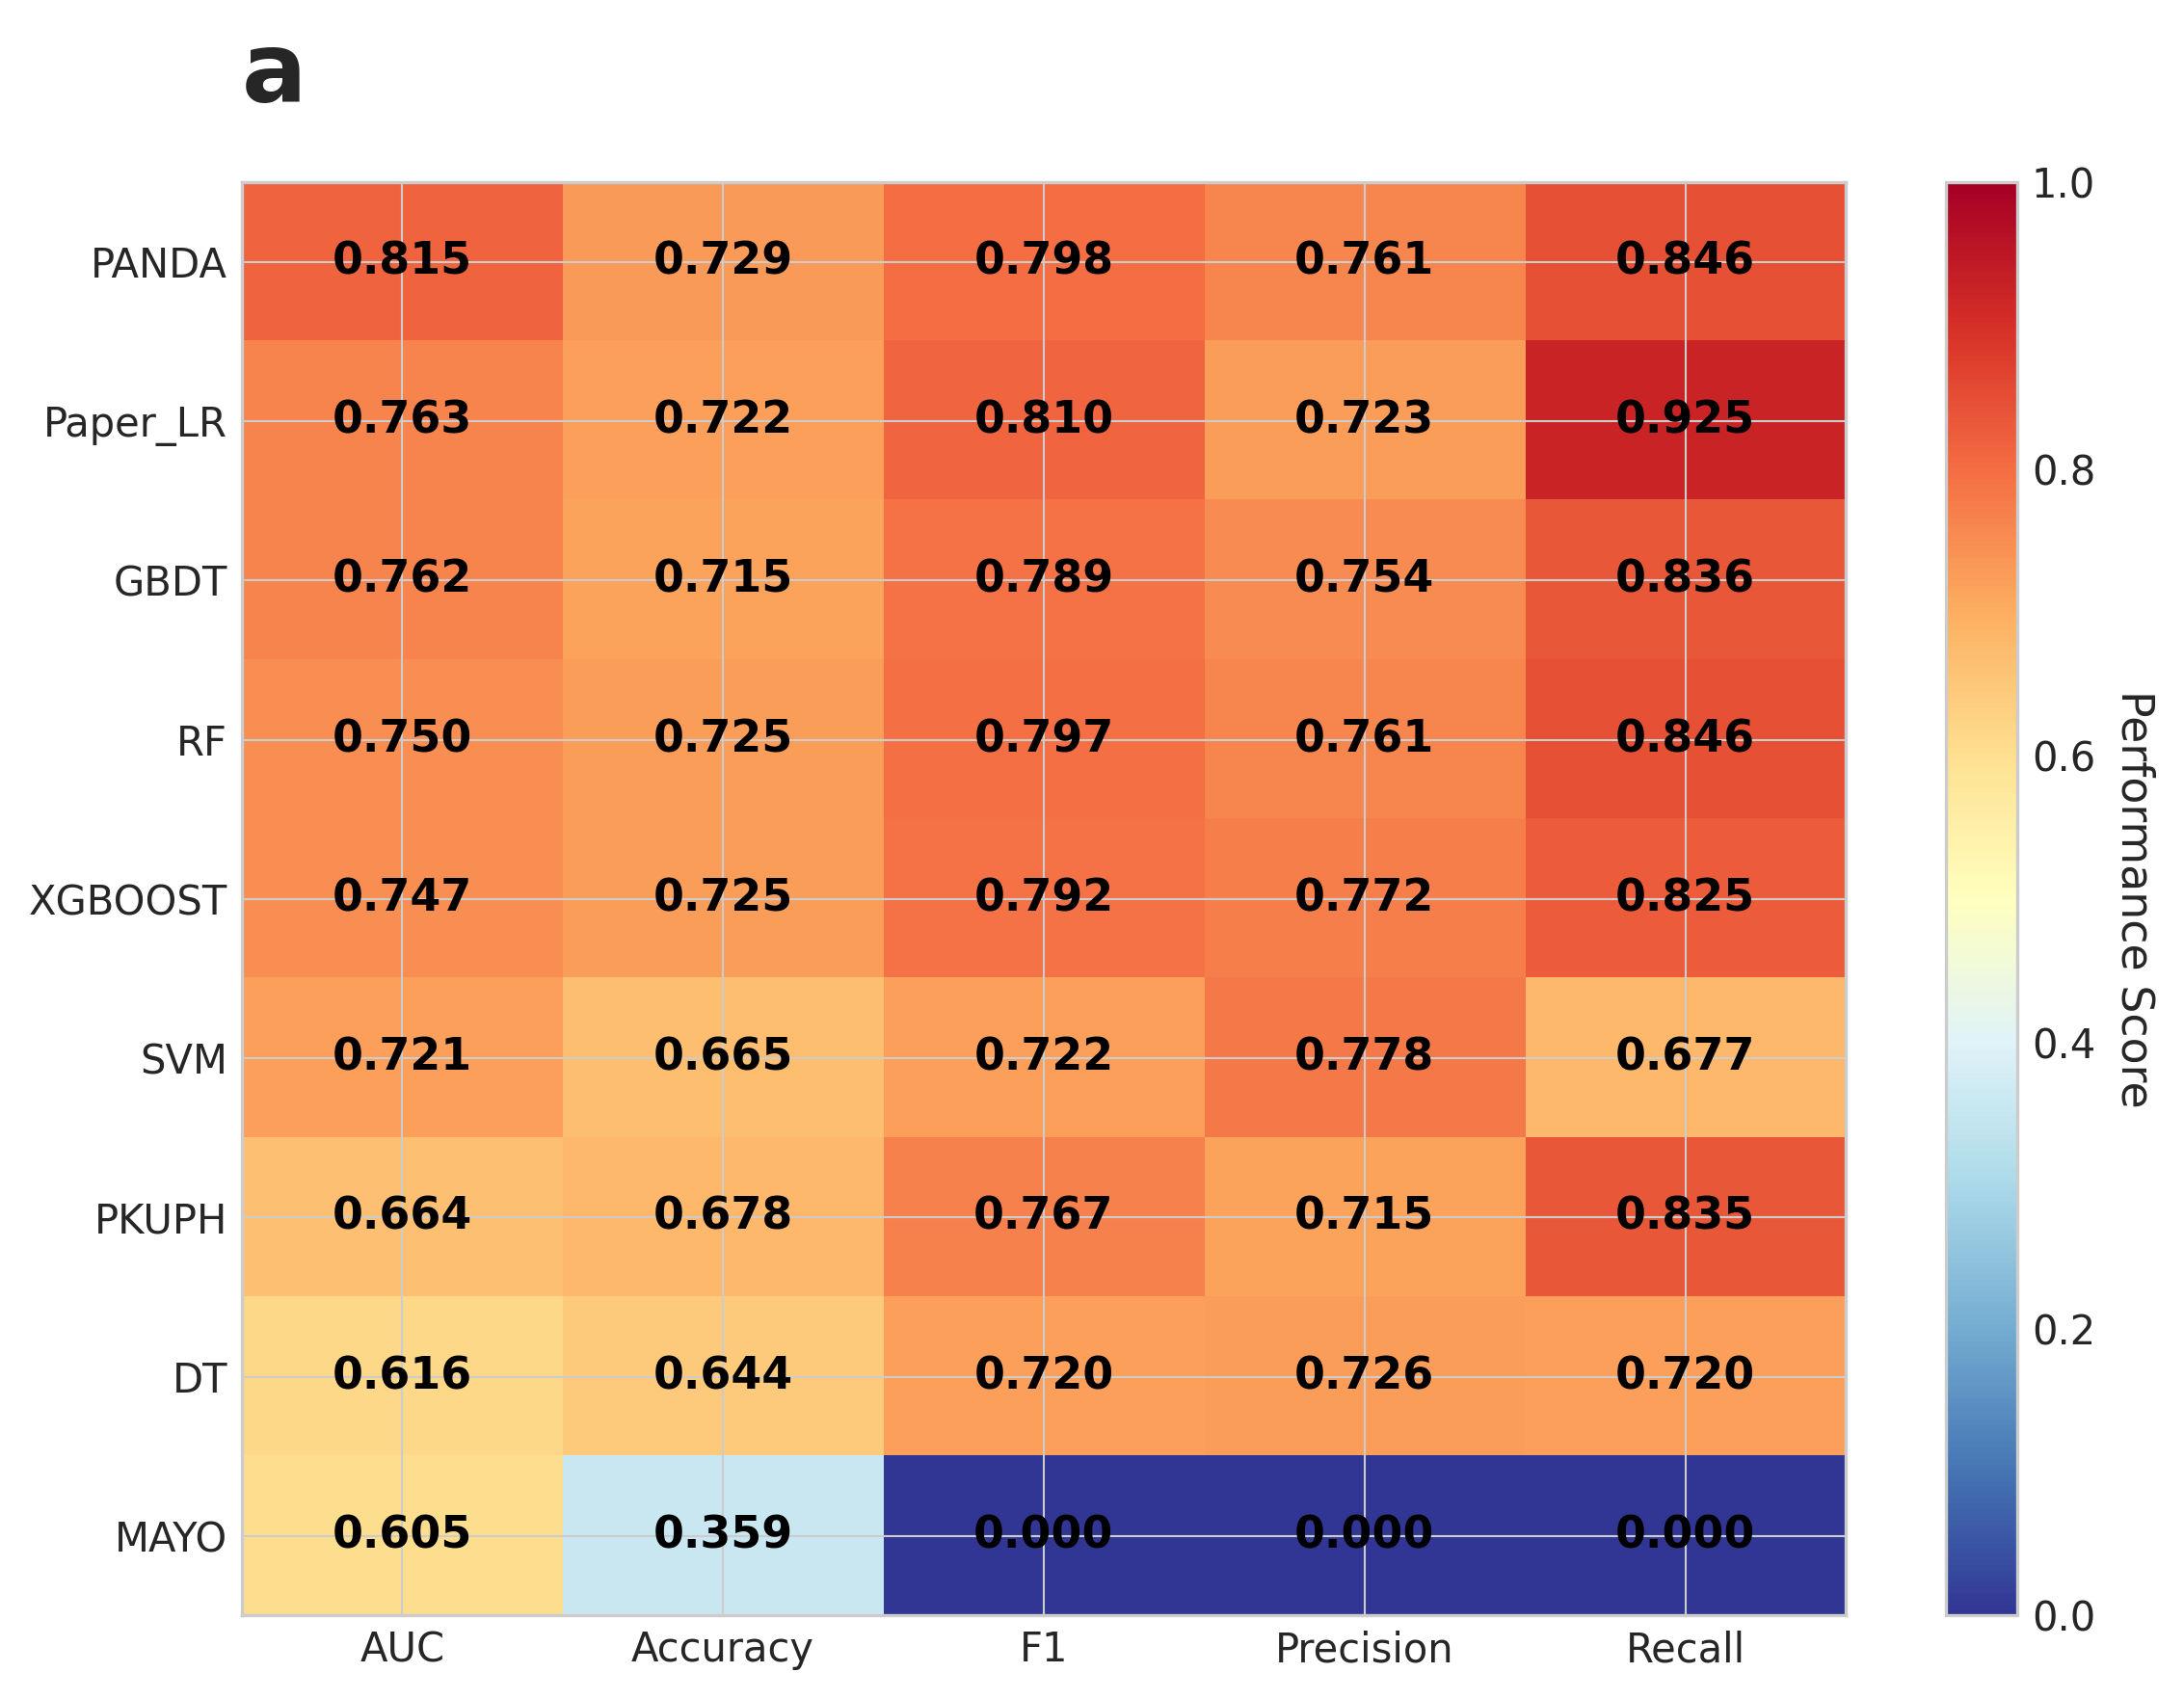 a
PANDA 0.815 0.729 0.798 0.761 0.846
Paper_LR 0.763 0.722 0.810 0.723 0.925
GBDT 0.762 0.715 0.789 0.754 0.836
RF 0.750 0.725 0.797 0.761 0.846
XGBOOST 0.747 0.725 0.792 0.772 0.825
SVM 0.721 0.665 0.722 0.778 0.677
PKUPH 0.664 0.678 0.767 0.715 0.835
DT 0.616 0.644 0.720 0.726 0.720
MAYO 0.605 0.359 0.000 0.000 0.000
AUC Accuracy F1 Precision Recall
1.0
0.8
0.6
0.4
0.2
0.0
Performance Score